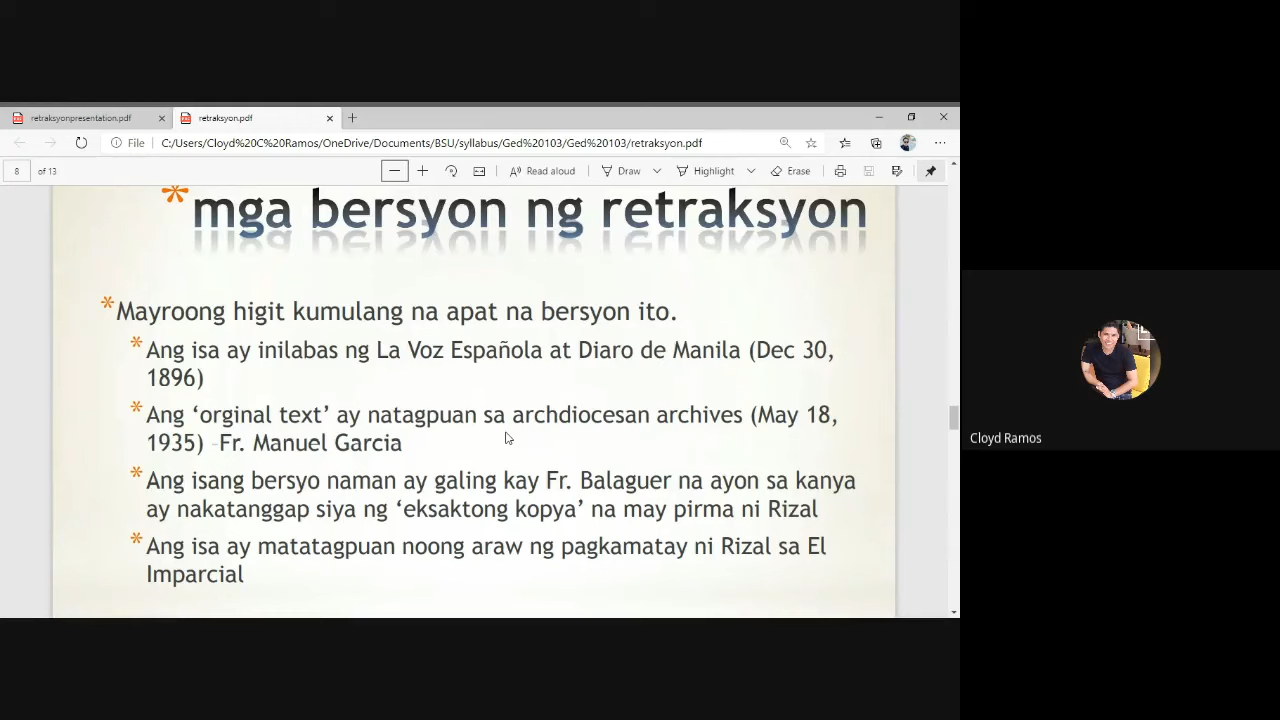 retraksyonpresentation.pdf
retraksyon.pdf
File
C:/Users/Cloyd%20C%20Ramos/OneDrive/Documents/BSU/syllabus/Ged%20103/Ged%20103/retraksyon.pdf
8 of 13
Read aloud
Draw
Highlight
Erase
*mga bersyon ng retraksyon
*Mayroong higit kumulang na apat na bersyon ito.
*Ang isa ay inilabas ng La Voz Española at Diaro de Manila (Dec 30,
1896)
*Ang ‘orginal text’ ay natagpuan sa archdiocesan archives (May 18,
1935) –Fr. Manuel Garcia
*Ang isang bersyo naman ay galing kay Fr. Balaguer na ayon sa kanya
ay nakatanggap siya ng ‘eksaktong kopya’ na may pirma ni Rizal
*Ang isa ay matatagpuan noong araw ng pagkamatay ni Rizal sa El
Imparcial
Cloyd Ramos